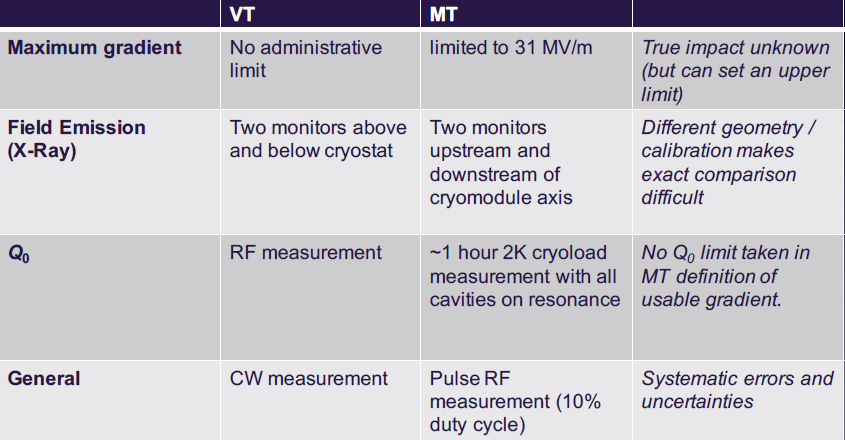 VT MT
Maximum gradient
No administrative
limit
limited to 31 MV/m
True impact unknown
(but can set an upper
limit)
Field Emission
(X-Ray)
Two monitors above
and below cryostat
Two monitors
upstream and
downstream of
cryomodule axis
Different geometry /
calibration makes
exact comparison
difficult
Q0
RF measurement
~1 hour 2K cryoload
measurement with all
cavities on resonance
No Q0 limit taken in
MT definition of
usable gradient.
General
CW measurement
Pulse RF
measurement (10%
duty cycle)
Systematic errors and
uncertainties